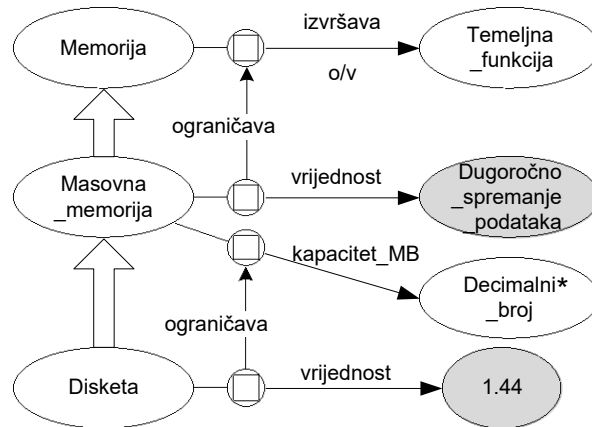 Memorija
izvršava
o/v
Temeljna
_funkcija
ograničava
Masovna
_memorija
vrijednost
Dugoročno
_spremanje
_podataka
kapacitet_MB
Decimalni*
_broj
ograničava
Disketa
vrijednost
1.44